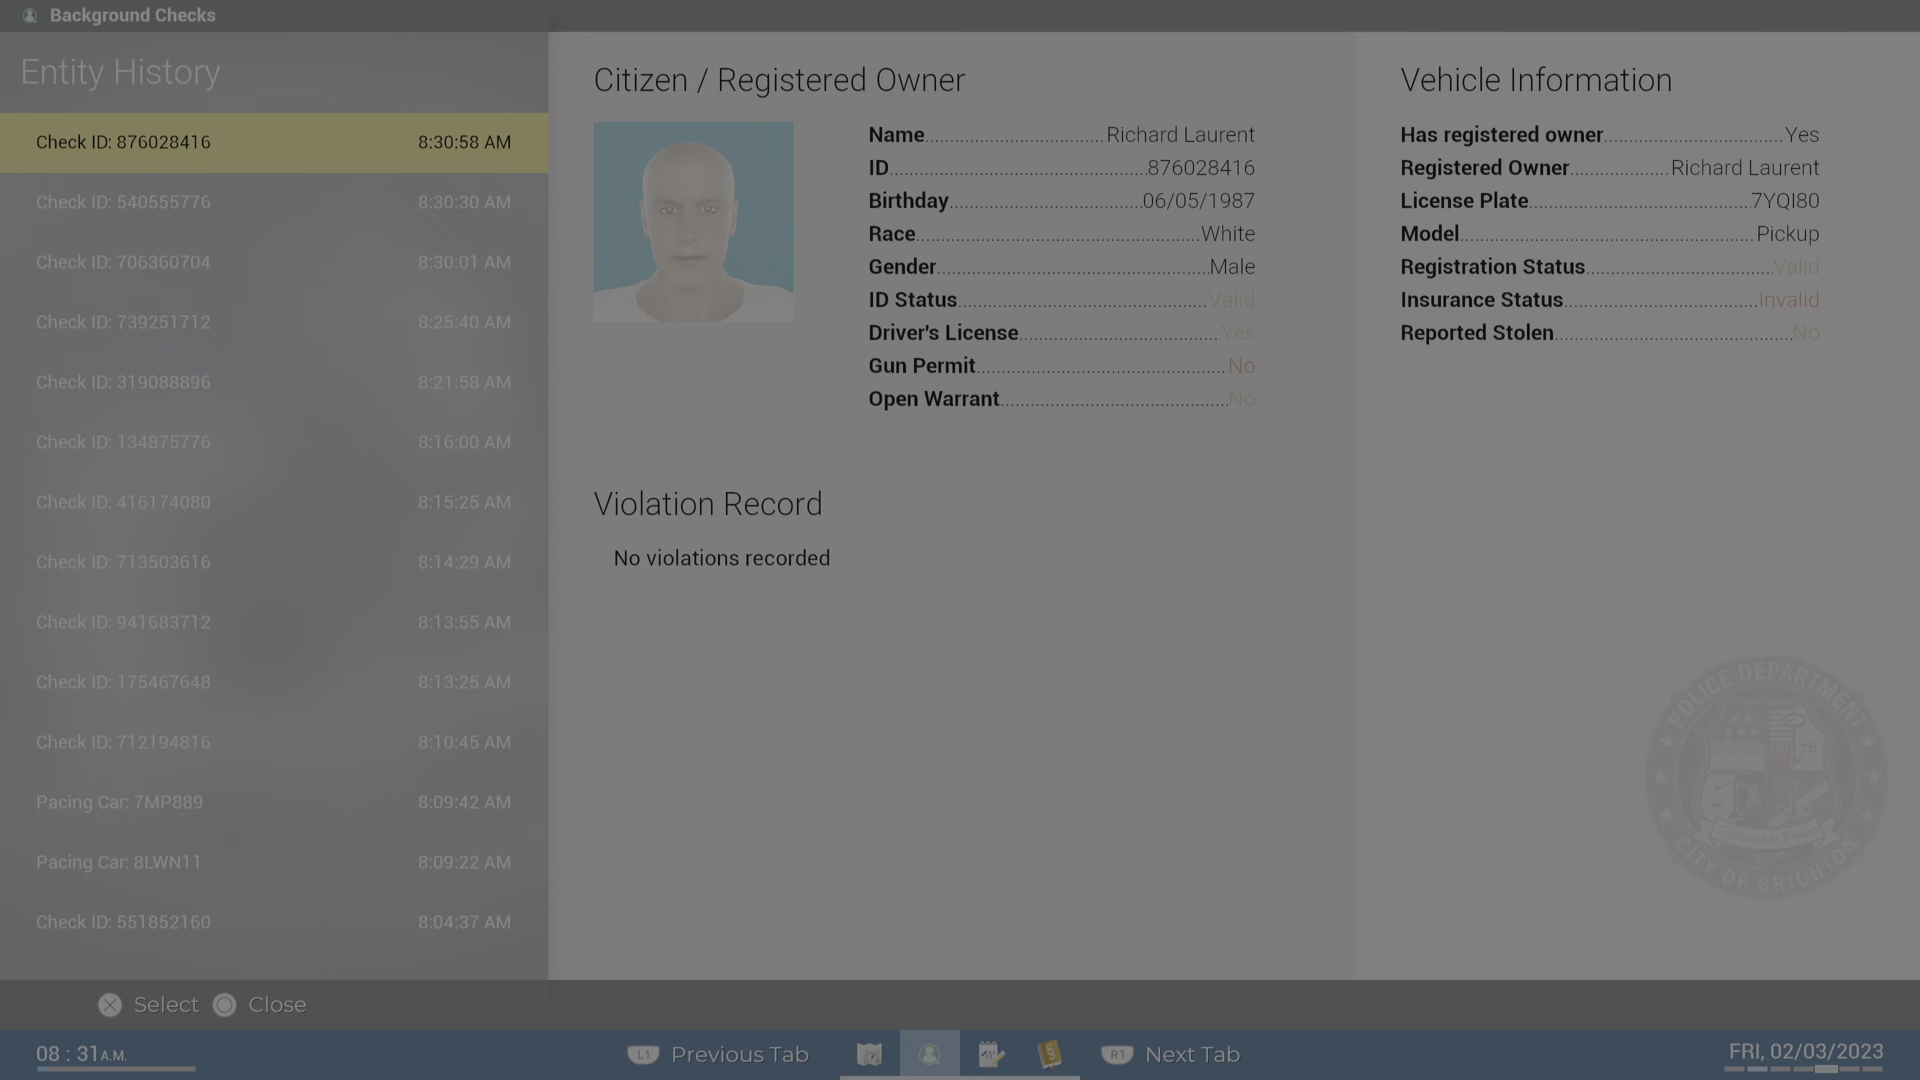 Background Checks
Entity History
Check ID: 876028416 8:30:58 AM
Check ID: 540555776 8:30:30 AM
Check ID: 706360704 8:30:01 AM
Check ID: 739251712 8:25:40 AM
Check ID: 319088896 8:21:58 AM
Check ID: 134875776 8:16:00 AM
Check ID: 416174080 8:15:25 AM
Check ID: 713503616 8:14:29 AM
Check ID: 941683712 8:13:55 AM
Check ID: 175467648 8:13:25 AM
Check ID: 712194816 8:10:45 AM
Pacing Car: 7MP889 8:09:42 AM
Pacing Car: 8LWN11 8:09:22 AM
Check ID: 551852160 8:04:37 AM
Citizen / Registered Owner
Name Richard Laurent
ID 876028416
Birthday 06/05/1987
Race White
Gender Male
ID Status Valid
Driver's License Yes
Gun Permit No
Open Warrant No
Violation Record
No violations recorded
Vehicle Information
Has registered owner Yes
Registered Owner Richard Laurent
License Plate 7YQI80
Model Pickup
Registration Status Valid
Insurance Status Invalid
Reported Stolen No
POLICE DEPARTMENT
17 76
CITY OF BRIGHTON
Select Close
08 : 31 A.M.
L1 Previous Tab
R1 Next Tab
FRI, 02/03/2023